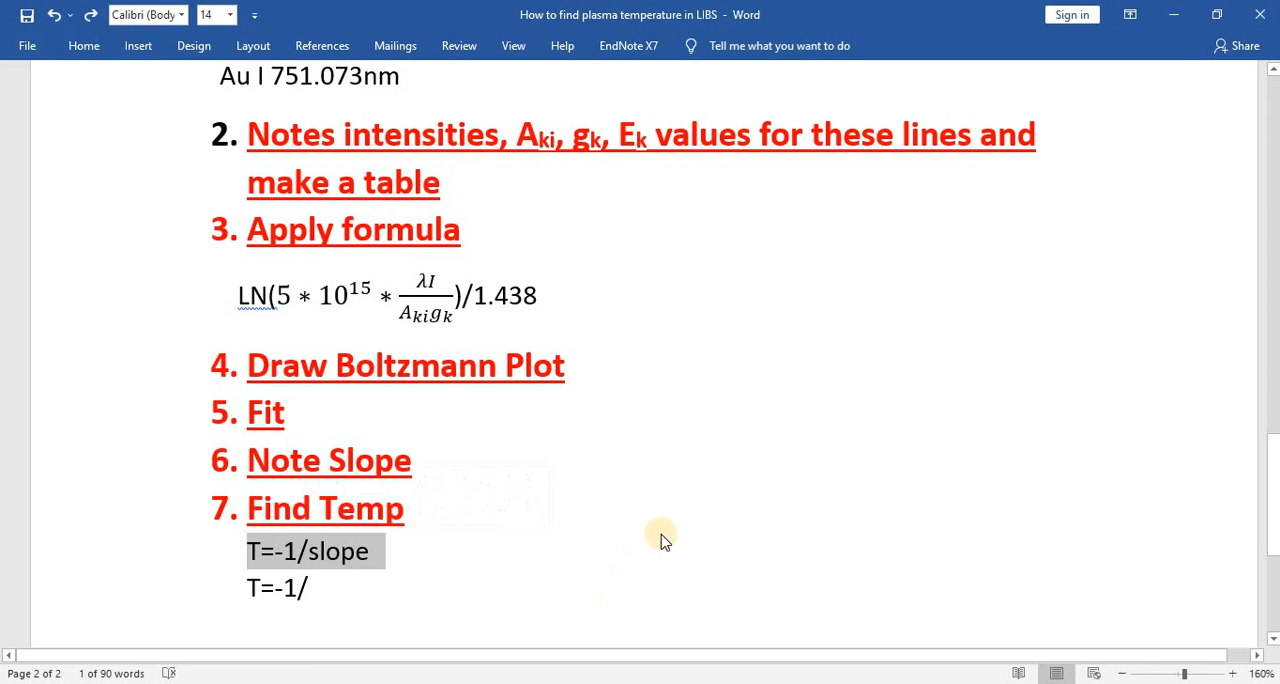 How to find plasma temperature in LIBS - Word
Calibri (Body 14
Sign in
File Home Insert Design Layout References Mailings Review View Help EndNote X7 Tell me what you want to do Share
Au I 751.073nm
2. Notes intensities, Aki, gk, Ek values for these lines and
make a table
3. Apply formula
LN(5 ∗ 10^15 ∗ λI/(Aki gk))/1.438
4. Draw Boltzmann Plot
5. Fit
6. Note Slope
7. Find Temp
T=-1/slope
T=-1/
Page 2 of 2 1 of 90 words 160%